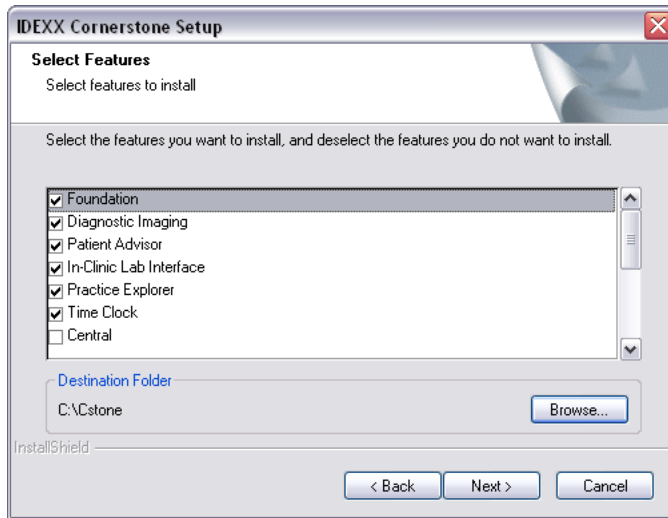 IDEXX Cornerstone Setup
Select Features
Select features to install
Select the features you want to install, and deselect the features you do not want to install.
Foundation
Diagnostic Imaging
Patient Advisor
In-Clinic Lab Interface
Practice Explorer
Time Clock
Central
Destination Folder
C:\Cstone
Browse...
InstallShield
< Back
Next >
Cancel